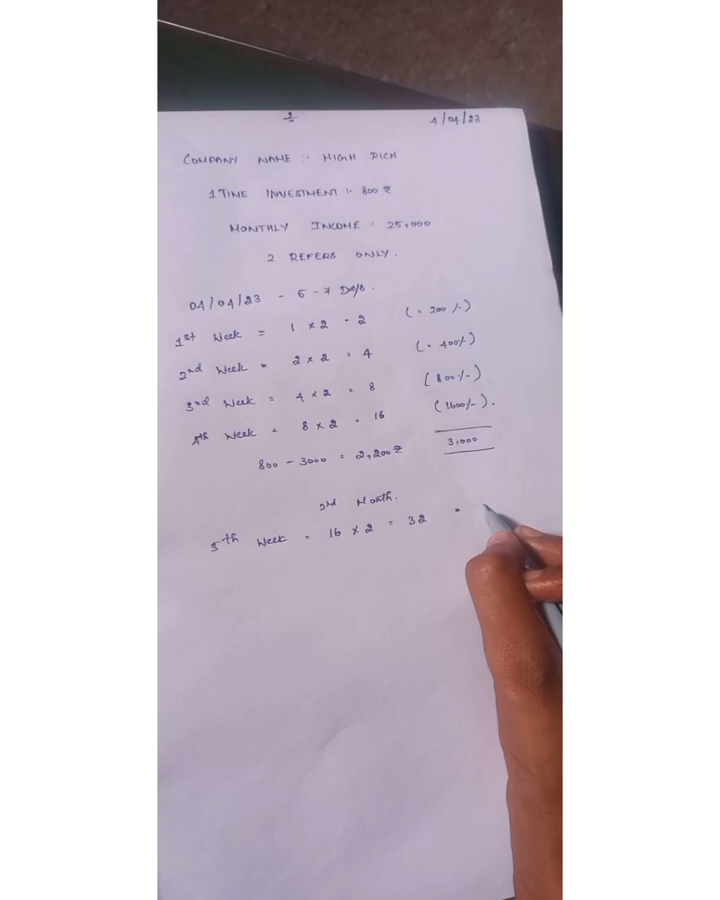 1/04/23
COMPANY NAME :- HIGH RICH
1 TIME INVESTMENT :- 800 ₹
MONTHLY INCOME : 25,000
2 REFERS ONLY.
01/04/23 - 6 - 7 Days.
1st Week = 1 x 2 = 2 (= 200/-)
2nd Week = 2 x 2 = 4 (= 400/-)
3rd Week = 4 x 2 = 8 (800/-)
4th Week = 8 x 2 = 16 (1600/-).
800 - 3000 = 2,200₹ 3,000
2nd Month.
5th Week = 16 x 2 = 32